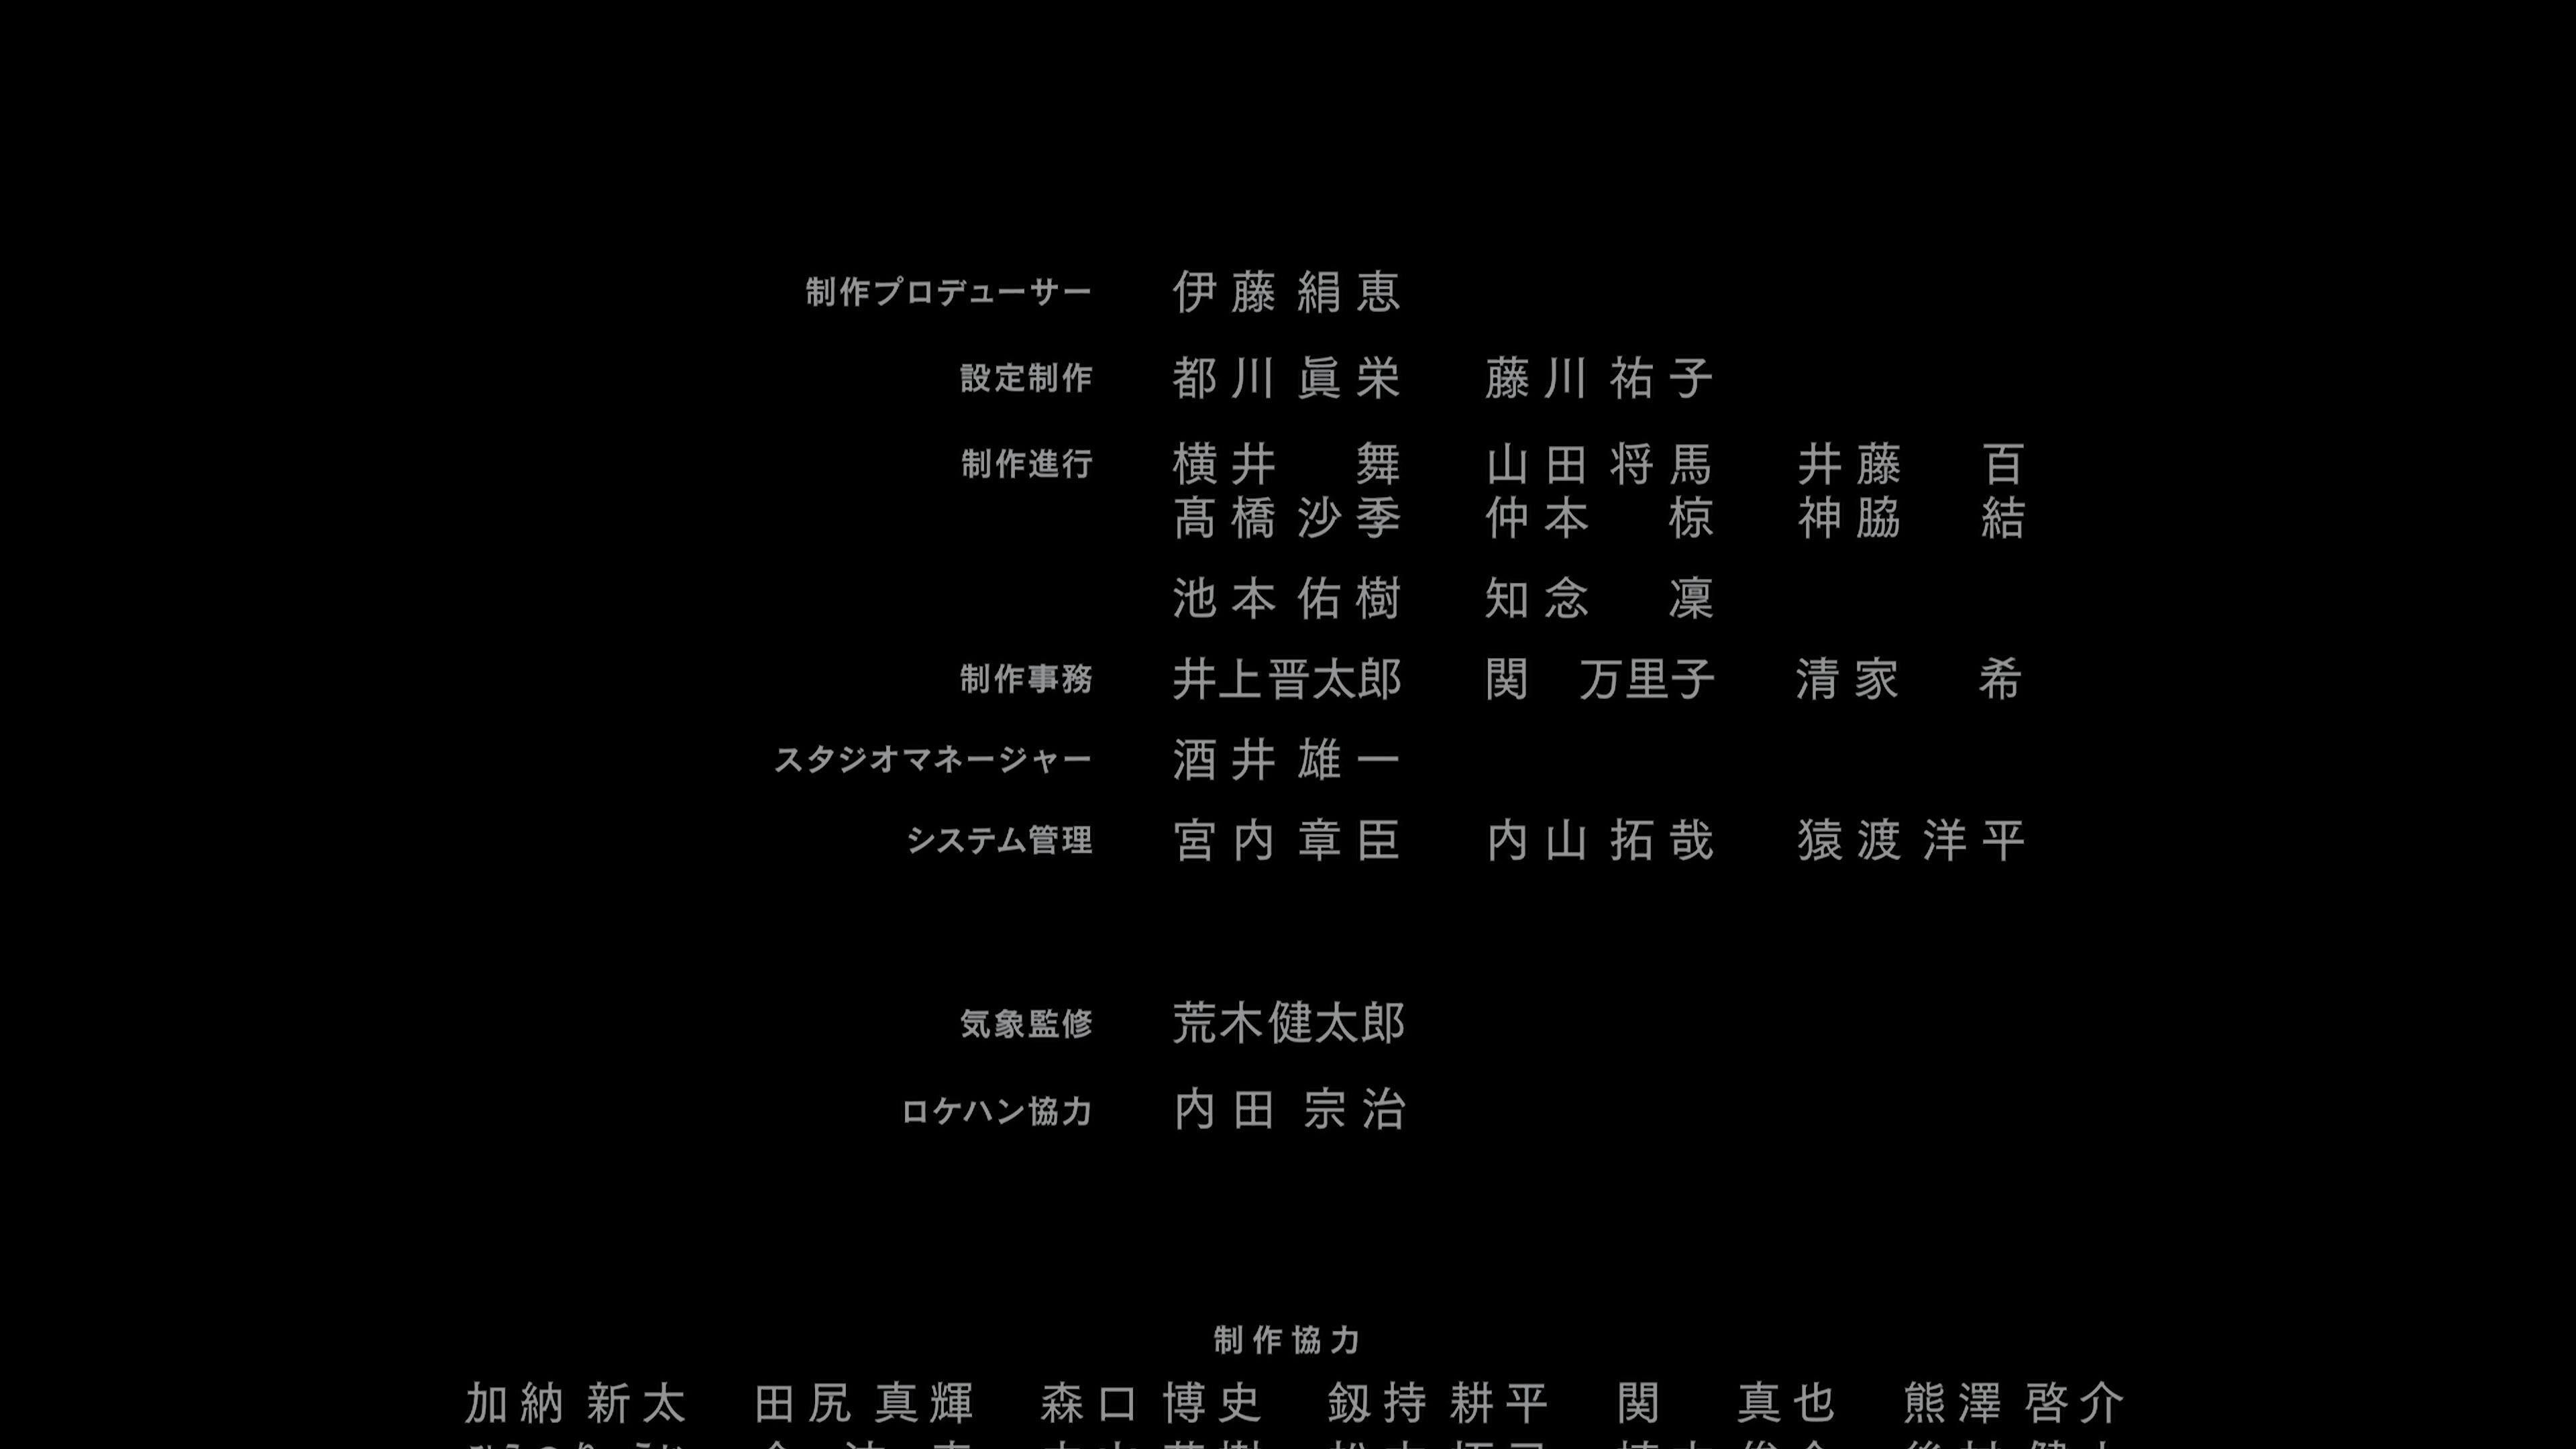 制作プロデューサー 伊藤 絹恵
設定制作 都川 眞栄 藤川 祐子
制作進行 横井 舞 山田 将馬 井藤 百
髙橋 沙季 仲本 椋 神脇 結
池本 佑樹 知念 凜
制作事務 井上晋太郎 関 万里子 清家 希
スタジオマネージャー 酒井 雄一
システム管理 宮内 章臣 内山 拓哉 猿渡 洋平
気象監修 荒木健太郎
ロケハン協力 内田 宗治
制作協力
加納 新太 田尻 真輝 森口 博史 釼持 耕平 関 真也 熊澤 啓介